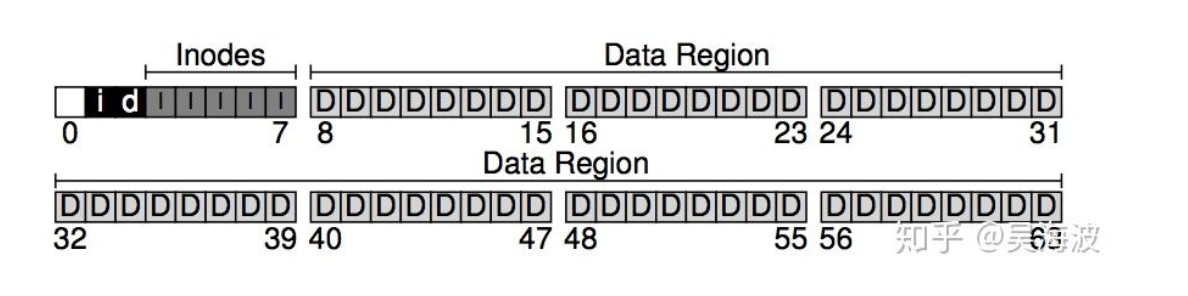 Inodes Data Region
i d I I I I I D D D D D D D D D D D D D D D D D D D D D D D D
0 7 8 15 16 23 24 31
Data Region
D D D D D D D D D D D D D D D D D D D D D D D D D D D D D D D D
32 39 40 47 48 55 56 63
知乎 @吴海波